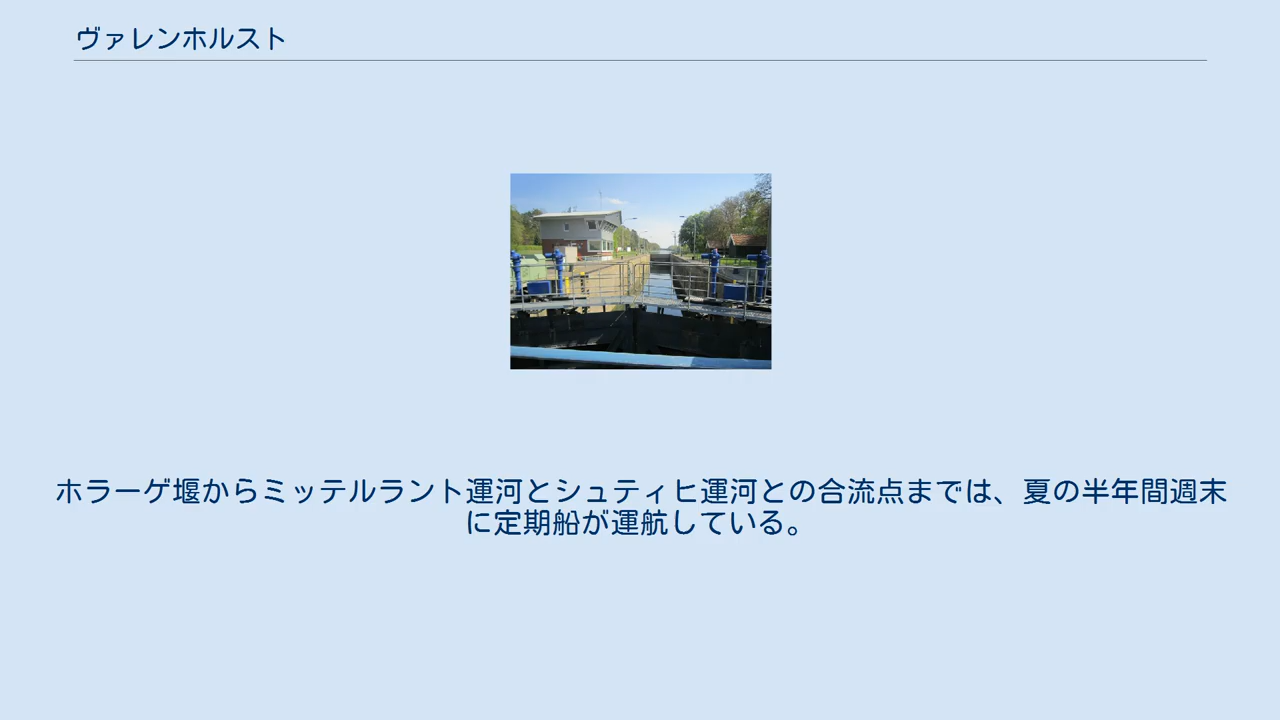 ヴァレンホルスト
ホラーゲ堰からミッテルラント運河とシュティヒ運河との合流点までは、夏の半年間週末
に定期船が運航している。